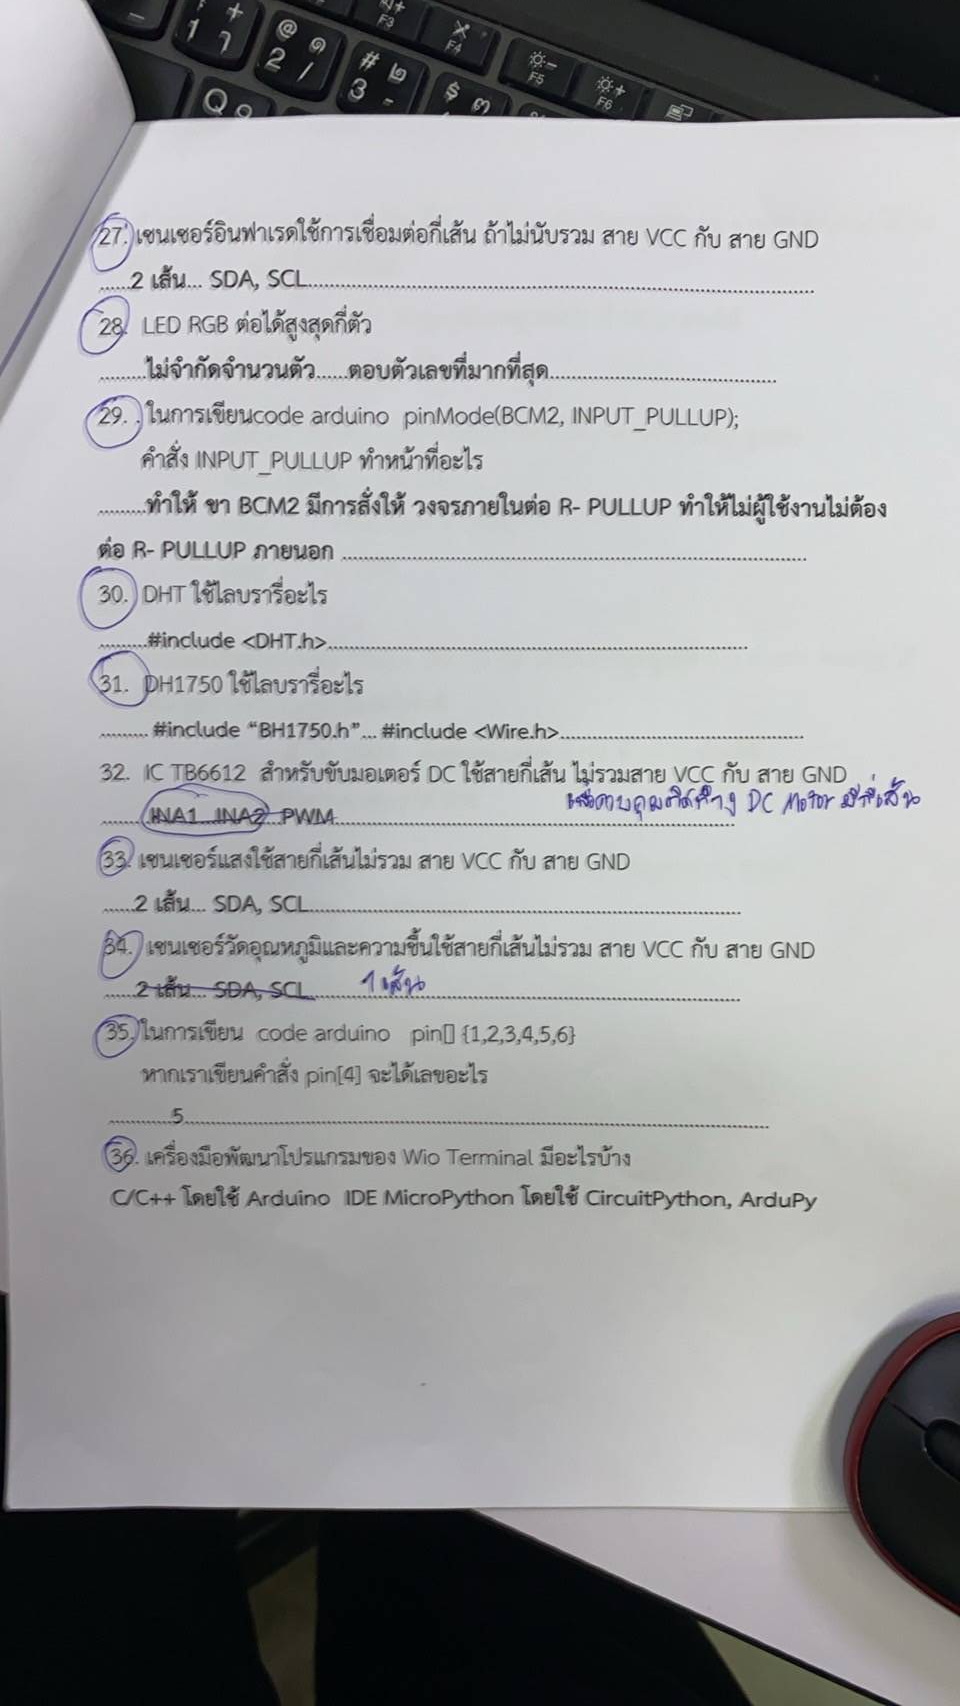 1 ๅ +
@ 2 ๑ /
# 3 ๒ -
$ ๓
F3
F4
F5
F6
Q ๐
27. เซนเซอร์อินฟาเรดใช้การเชื่อมต่อกี่เส้น ถ้าไม่นับรวม สาย VCC กับ สาย GND
......2 เส้น... SDA, SCL......
28. LED RGB ต่อได้สูงสุดกี่ตัว
.........ไม่จำกัดจำนวนตัว......ตอบตัวเลขที่มากที่สุด......
29. . ในการเขียนcode arduino pinMode(BCM2, INPUT_PULLUP);
คำสั่ง INPUT_PULLUP ทำหน้าที่อะไร
.........ทำให้ ขา BCM2 มีการสั่งให้ วงจรภายในต่อ R- PULLUP ทำให้ไม่ผู้ใช้งานไม่ต้อง
ต่อ R- PULLUP ภายนอก ......
30. DHT ใช้ไลบรารี่อะไร
.........#include <DHT.h>......
31. DH1750 ใช้ไลบรารี่อะไร
......... #include “BH1750.h”... #include <Wire.h>......
32. IC TB6612 สำหรับขับมอเตอร์ DC ใช้สายกี่เส้น ไม่รวมสาย VCC กับ สาย GND
เพื่อควบคุมทิศทาง DC Motor มีกี่เส้น
.........INA1...INA2...PWM......
33. เซนเซอร์แสงใช้สายกี่เส้นไม่รวม สาย VCC กับ สาย GND
......2 เส้น... SDA, SCL......
34. เซนเซอร์วัดอุณหภูมิและความชื้นใช้สายกี่เส้นไม่รวม สาย VCC กับ สาย GND
......2 เส้น... SDA, SCL...... 1 เส้น
35. ในการเขียน code arduino pin[] {1,2,3,4,5,6}
หากเราเขียนคำสั่ง pin[4] จะได้เลขอะไร
............5......
36. เครื่องมือพัฒนาโปรแกรมของ Wio Terminal มีอะไรบ้าง
C/C++ โดยใช้ Arduino IDE MicroPython โดยใช้ CircuitPython, ArduPy